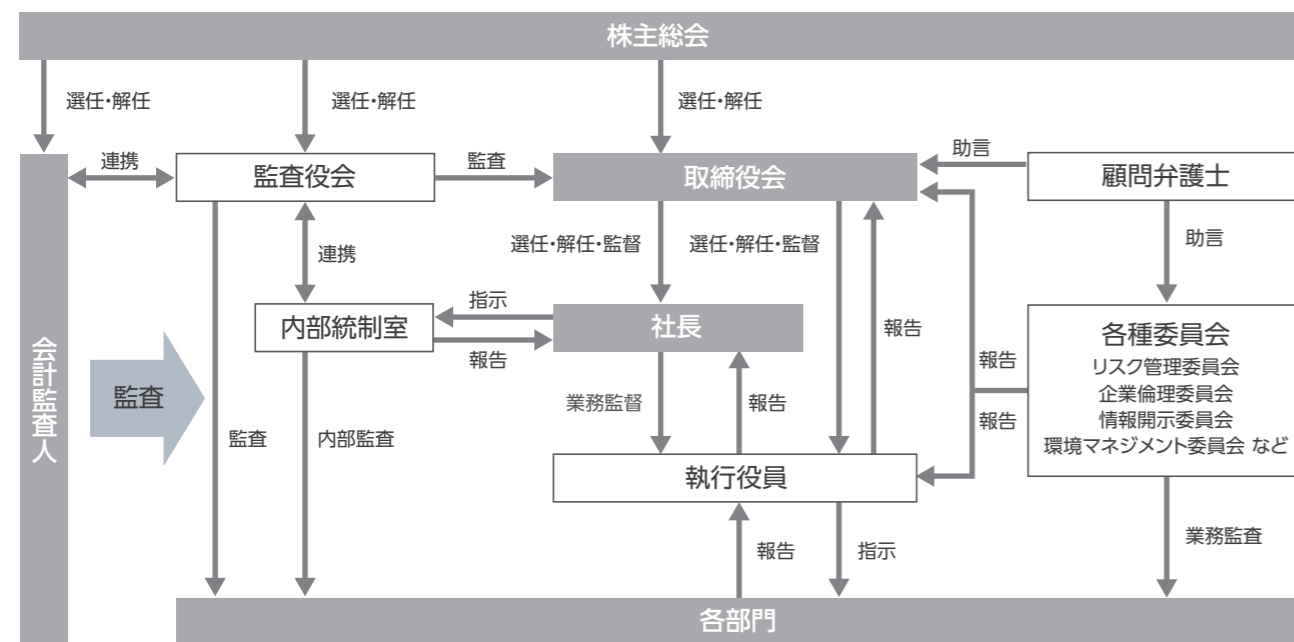 株主総会
選任・解任
選任・解任
選任・解任
連携
監査役会
監査
取締役会
助言
顧問弁護士
連携
選任・解任・監督
選任・解任・監督
助言
内部統制室
指示
報告
社長
報告
各種委員会
リスク管理委員会
企業倫理委員会
情報開示委員会
環境マネジメント委員会 など
報告
報告
会計監査人
監査
監査
内部監査
業務監督
報告
執行役員
報告
指示
業務監査
各部門